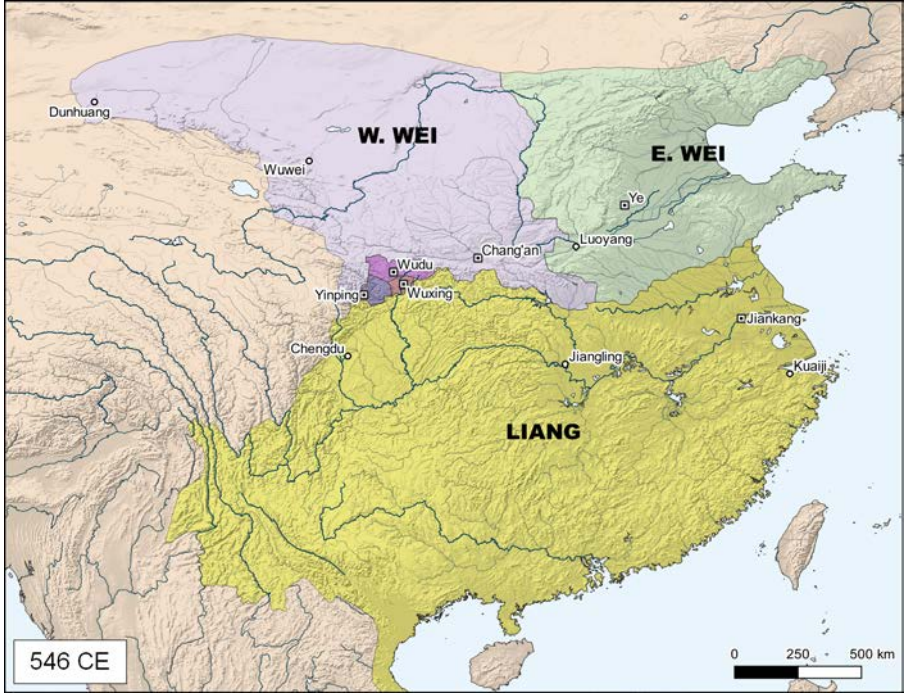 Dunhuang
W. WEI
E. WEI
Wuwei
Ye
Luoyang
Chang'an
Wudu
Yinping
Wuxing
Jiankang
Chengdu
Jiangling
Kuaiji
LIANG
546 CE
0 250 500 km